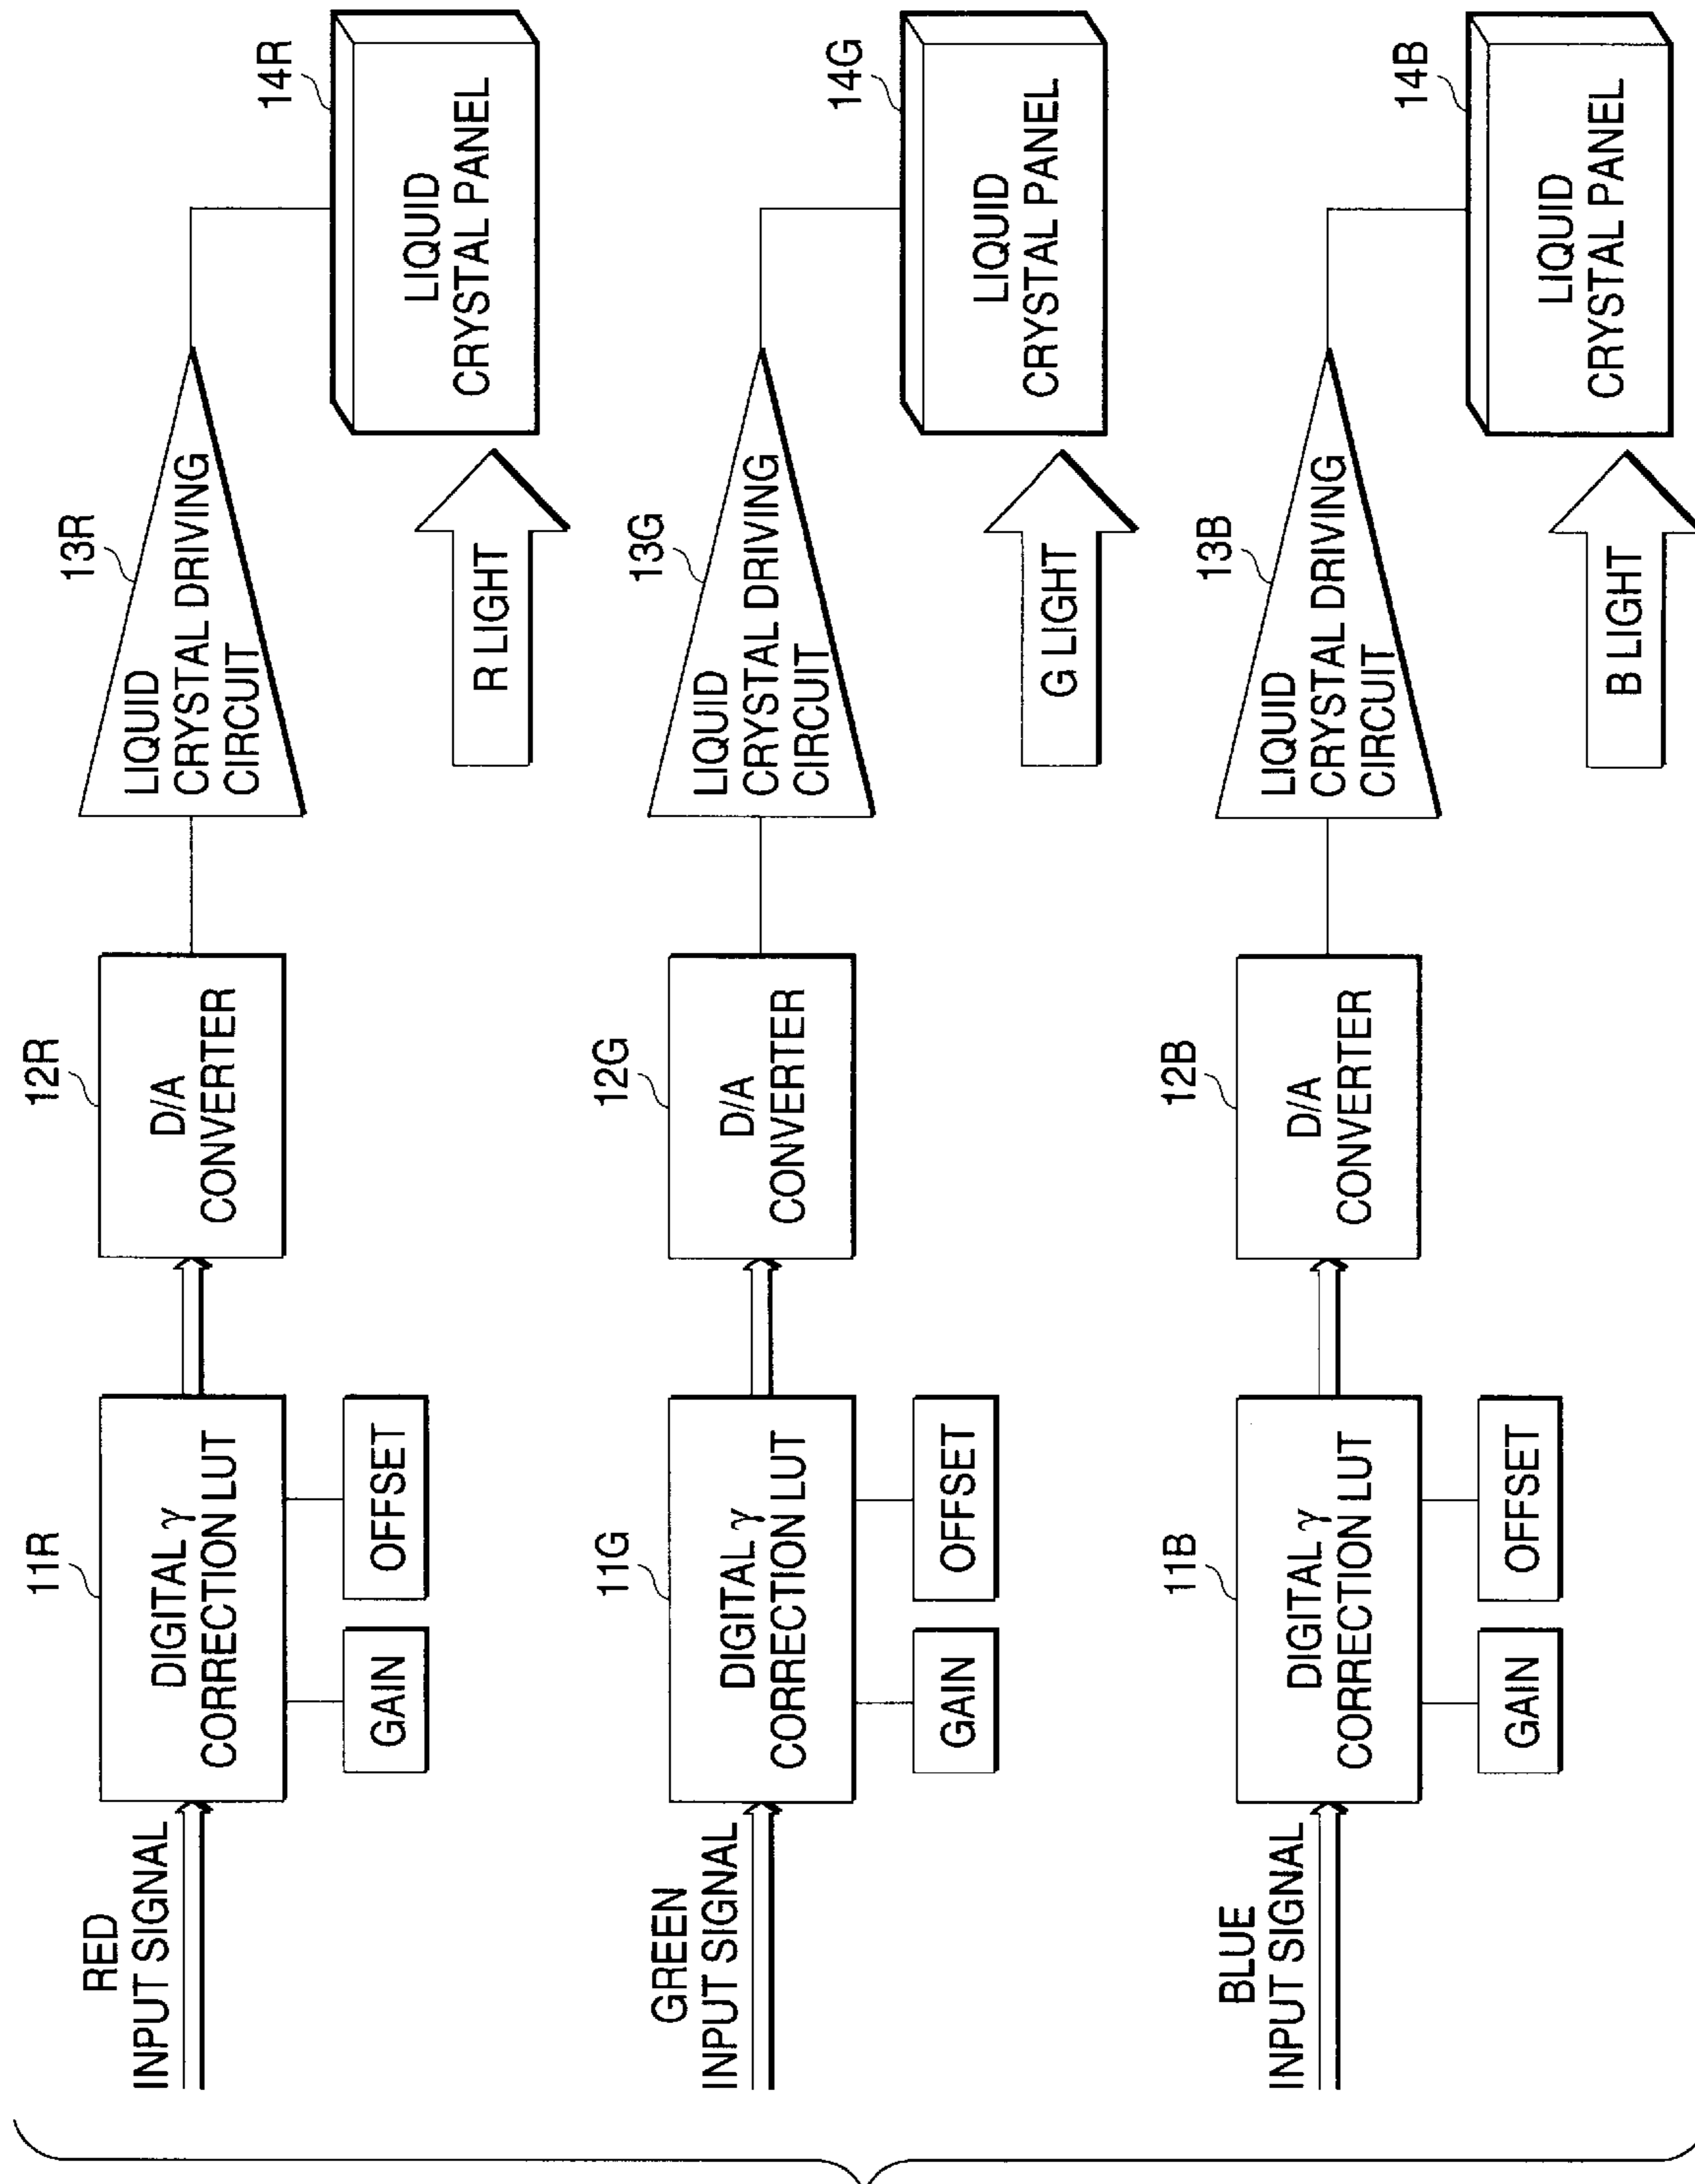 RED
INPUT SIGNAL
11R
DIGITAL γ
CORRECTION LUT
GAIN
OFFSET
12R
D/A
CONVERTER
13R
LIQUID
CRYSTAL DRIVING
CIRCUIT
R LIGHT
14R
LIQUID
CRYSTAL PANEL
GREEN
INPUT SIGNAL
11G
DIGITAL γ
CORRECTION LUT
GAIN
OFFSET
12G
D/A
CONVERTER
13G
LIQUID
CRYSTAL DRIVING
CIRCUIT
G LIGHT
14G
LIQUID
CRYSTAL PANEL
BLUE
INPUT SIGNAL
11B
DIGITAL γ
CORRECTION LUT
GAIN
OFFSET
12B
D/A
CONVERTER
13B
LIQUID
CRYSTAL DRIVING
CIRCUIT
B LIGHT
14B
LIQUID
CRYSTAL PANEL